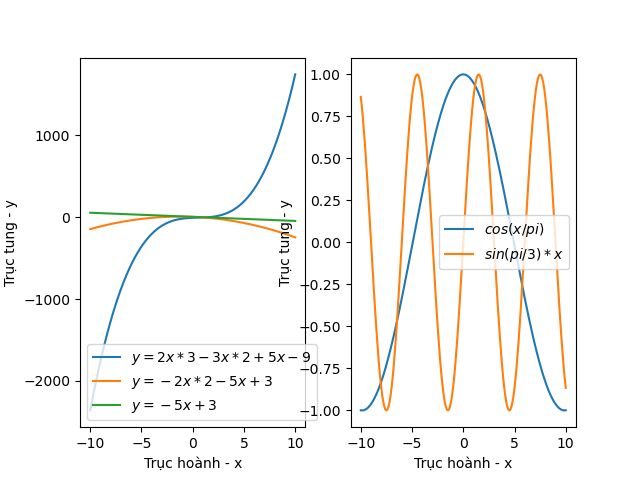 Trục tung - y
1000
0
−1000
−2000
y = 2x * 3 − 3x * 2 + 5x − 9
y = − 2x * 2 − 5x + 3
y = − 5x + 3
−10
−5
0
5
10
Trục hoành - x
Trục tung - y
1.00
0.75
0.50
0.25
0.00
−0.25
−0.50
−0.75
−1.00
cos(x/pi)
sin(pi/3) * x
−10
−5
0
5
10
Trục hoành - x